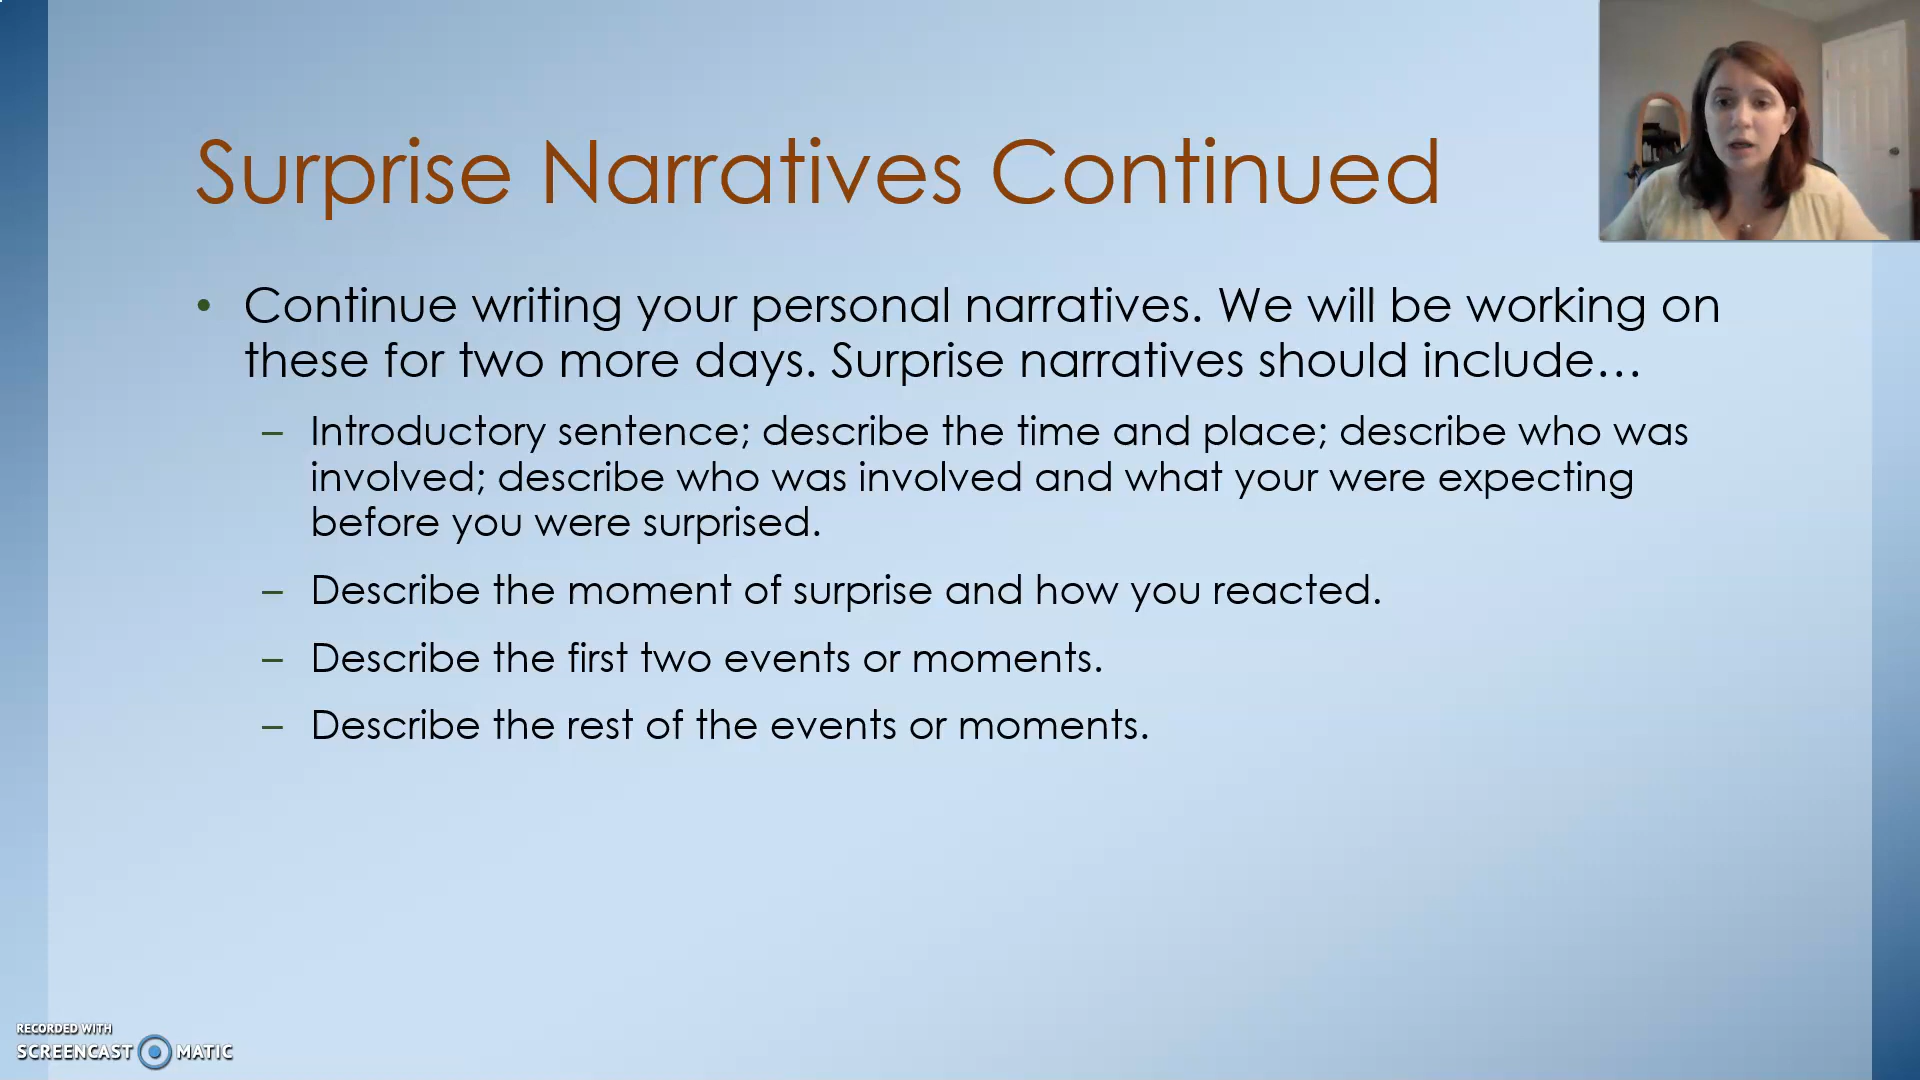 Surprise Narratives Continued
• Continue writing your personal narratives. We will be working on
these for two more days. Surprise narratives should include…
– Introductory sentence; describe the time and place; describe who was
involved; describe who was involved and what your were expecting
before you were surprised.
– Describe the moment of surprise and how you reacted.
– Describe the first two events or moments.
– Describe the rest of the events or moments.
RECORDED WITH
SCREENCAST MATIC